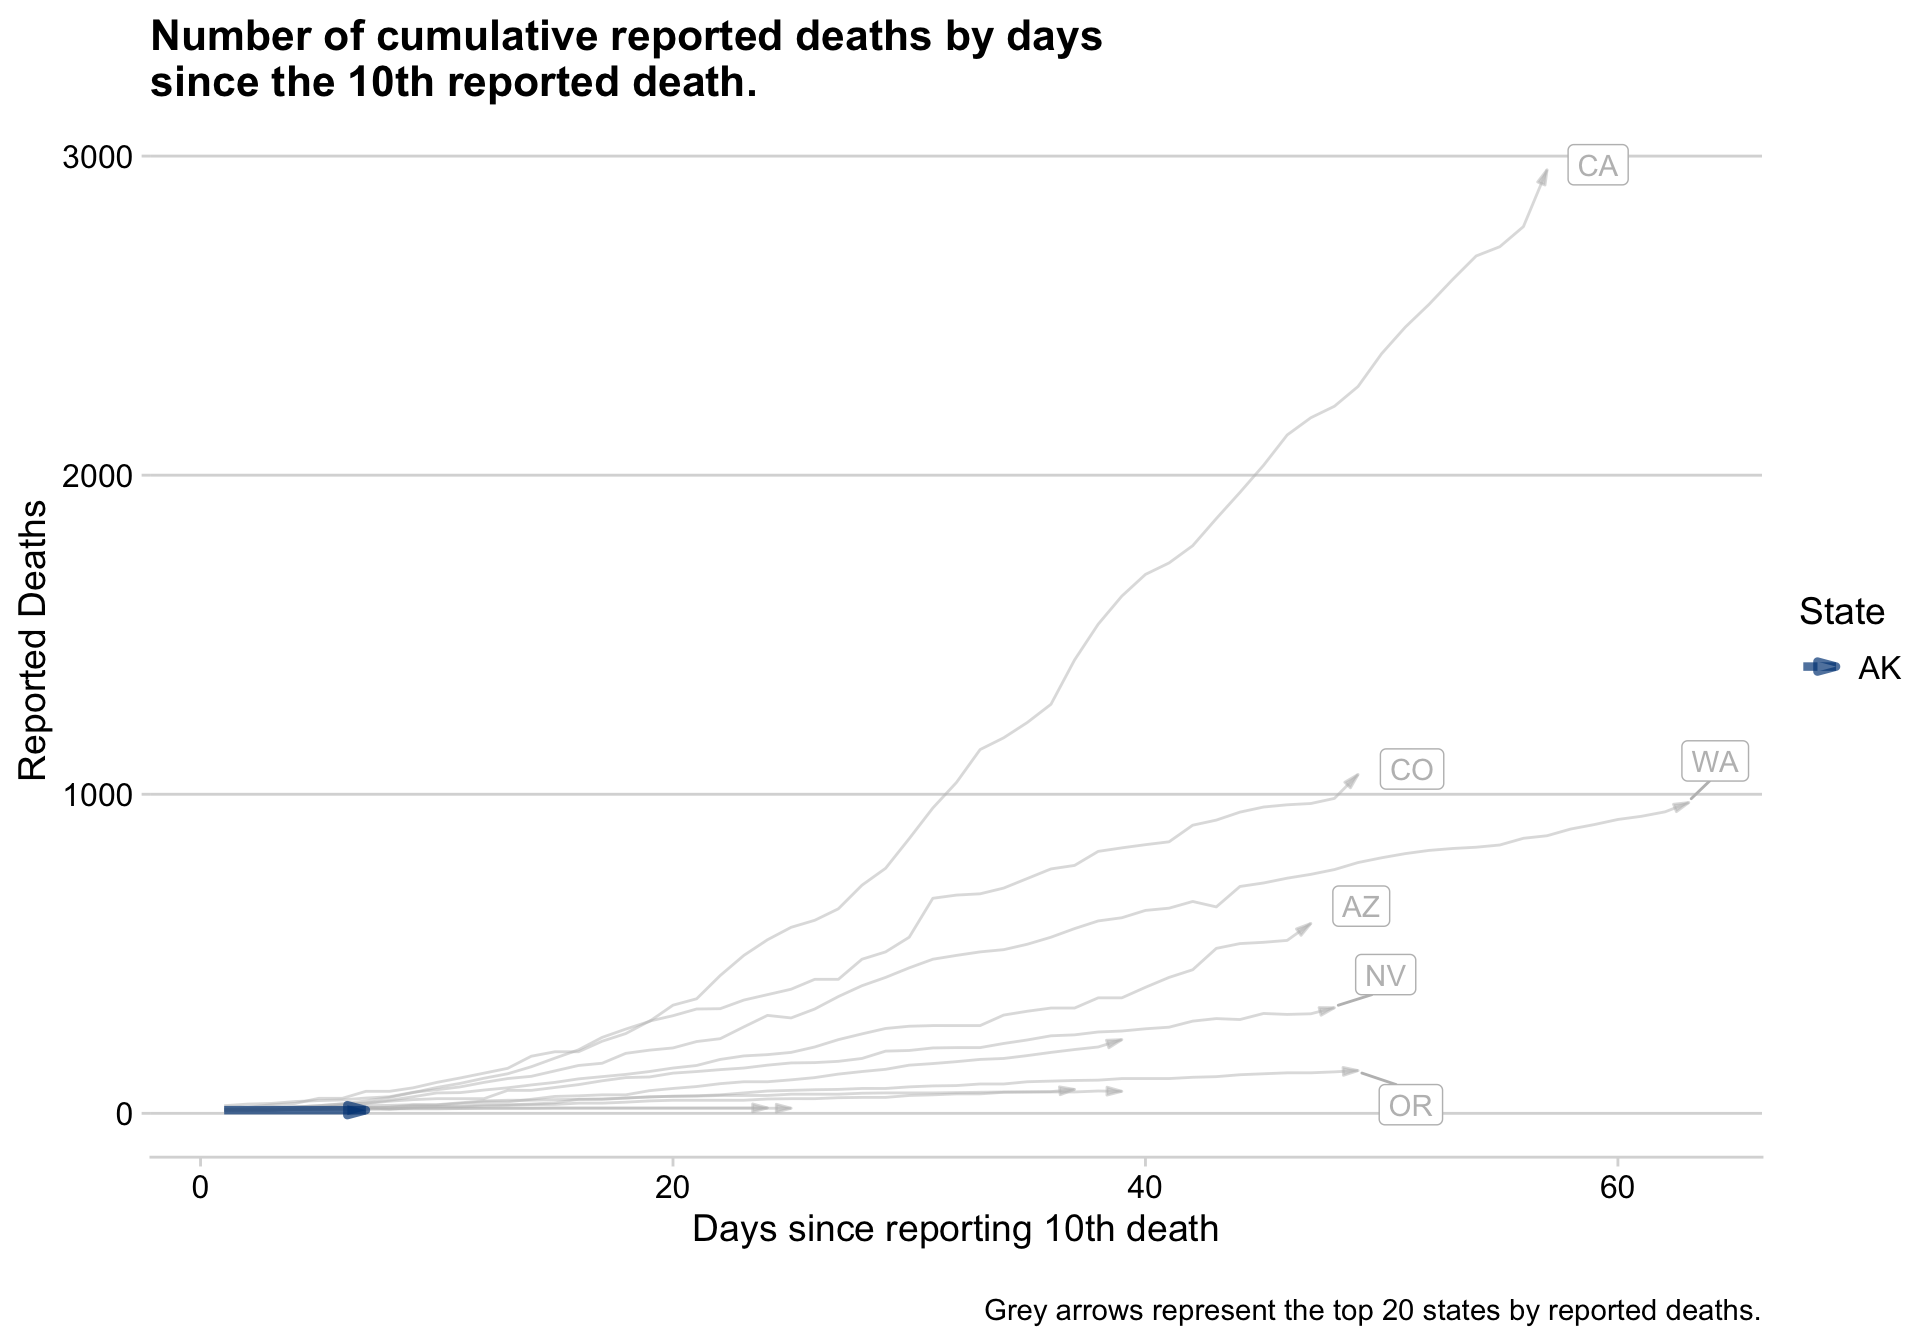 Number of cumulative reported deaths by days
since the 10th reported death.
3000
CA
2000
Reported Deaths
State
AK
WA
CO
1000
AZ
NV
OR
0
0 20 40 60
Days since reporting 10th death
Grey arrows represent the top 20 states by reported deaths.